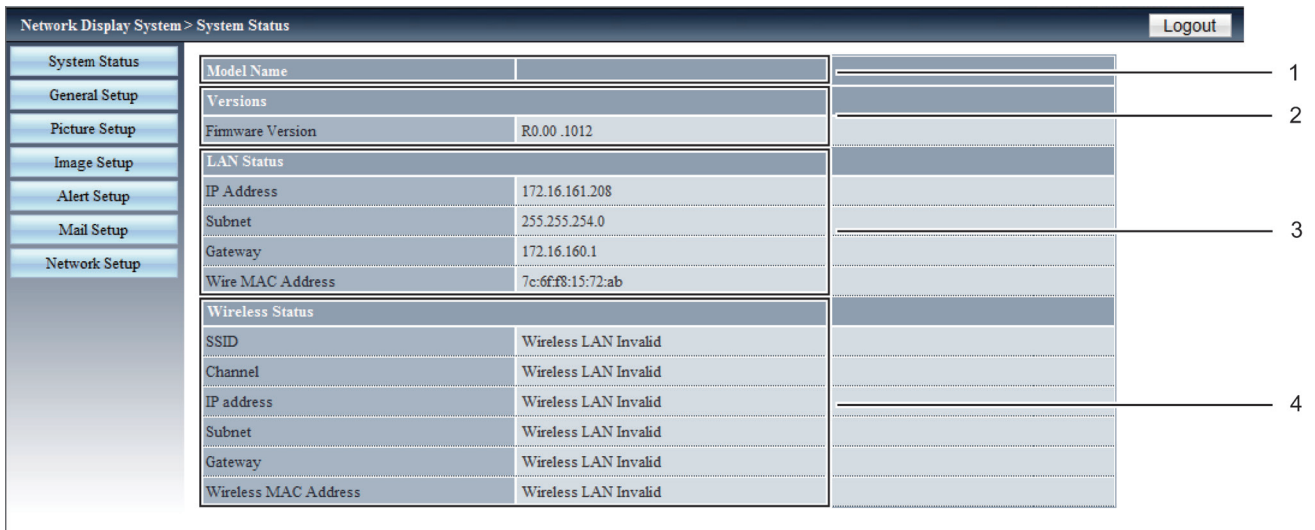 Network Display System > System Status
Logout
System Status
General Setup
Picture Setup
Image Setup
Alert Setup
Mail Setup
Network Setup
Model Name
1
Versions
2
Firmware Version R0.00 .1012
LAN Status
IP Address 172.16.161.208
Subnet 255.255.254.0
3
Gateway 172.16.160.1
Wire MAC Address 7c:6f:f8:15:72:ab
Wireless Status
SSID Wireless LAN Invalid
Channel Wireless LAN Invalid
IP address Wireless LAN Invalid
4
Subnet Wireless LAN Invalid
Gateway Wireless LAN Invalid
Wireless MAC Address Wireless LAN Invalid